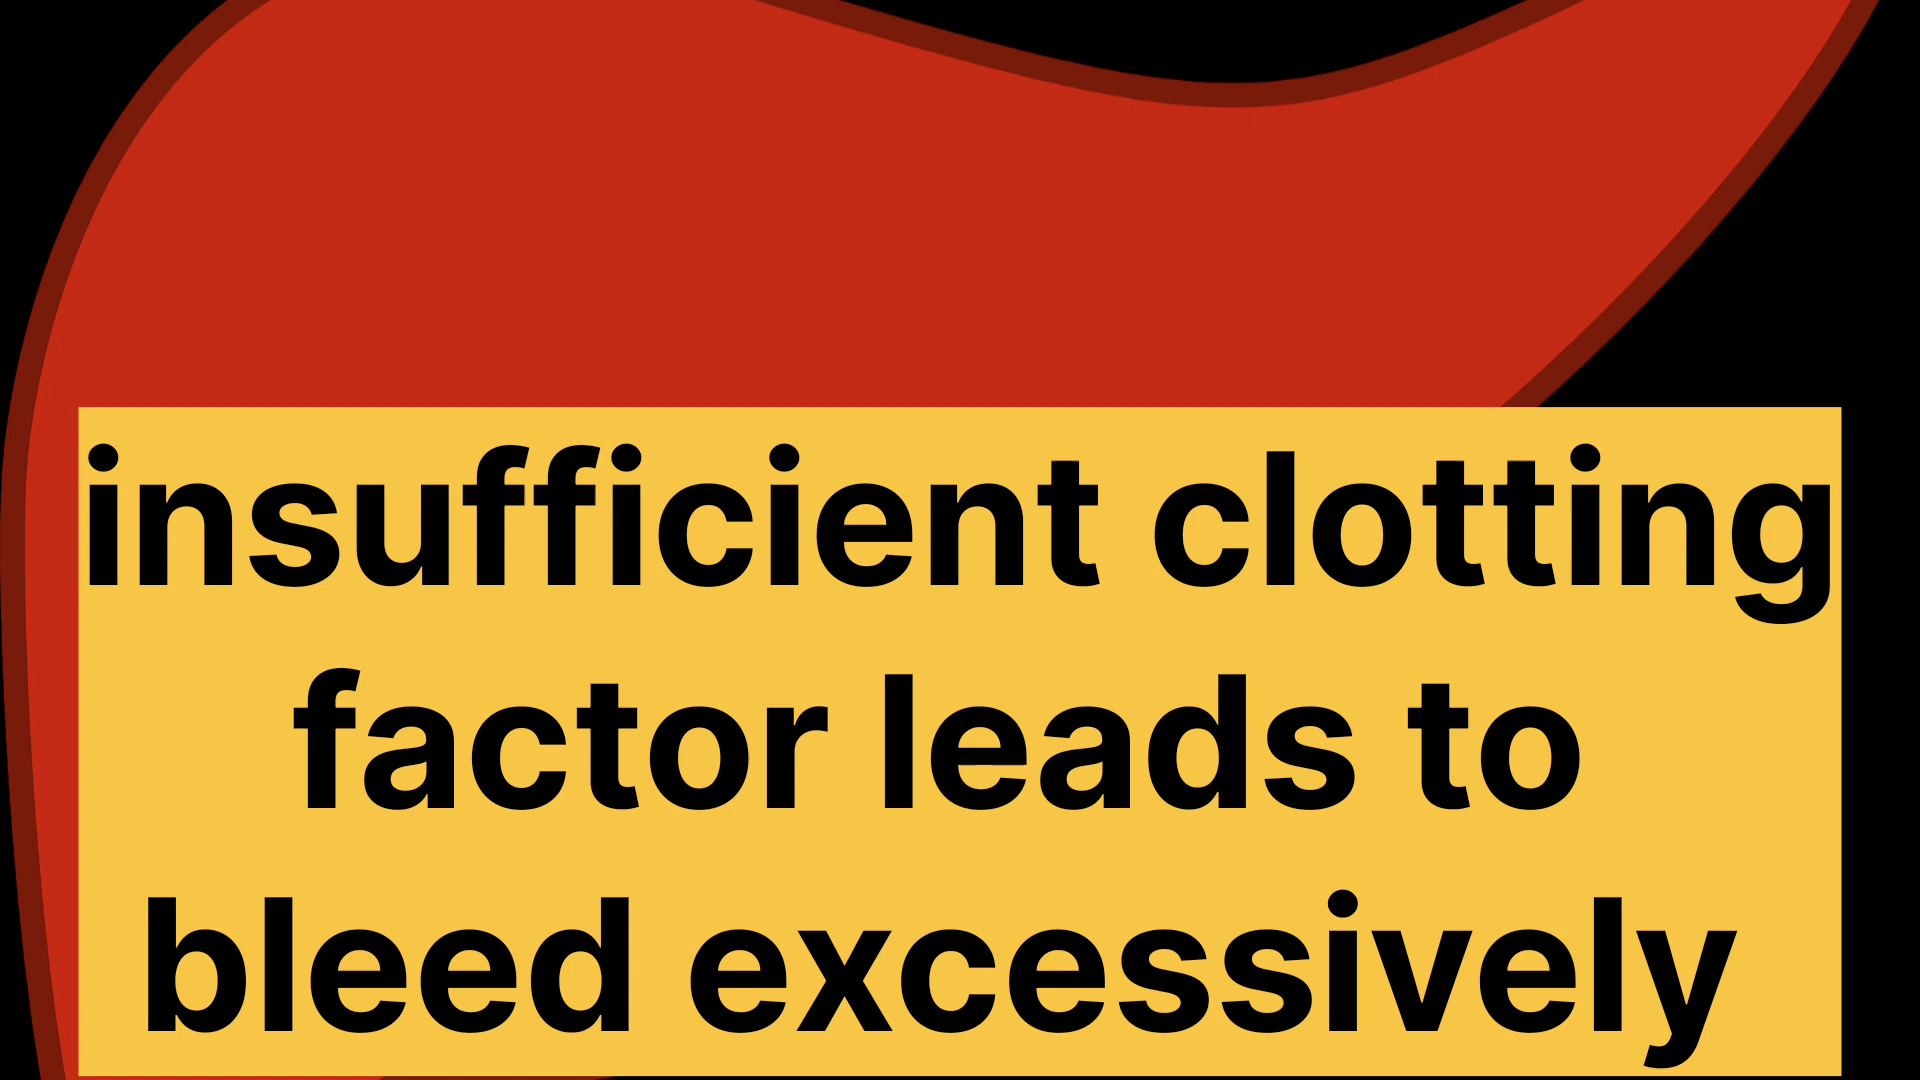 insufficient clotting
factor leads to
bleed excessively